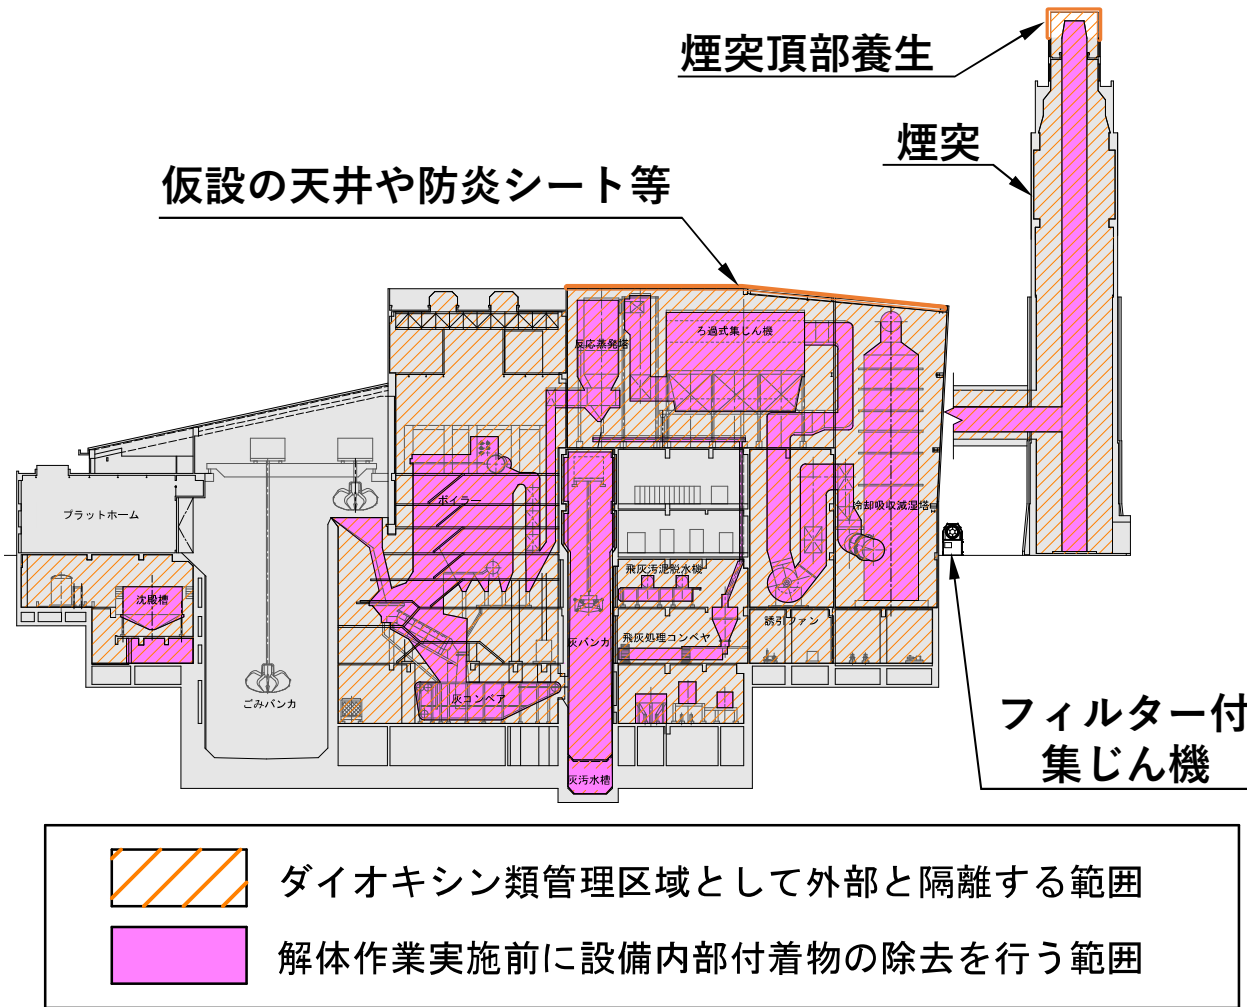 煙突頂部養生
煙突
仮設の天井や防炎シート等
ろ過式集じん機
反応蒸発塔
ボイラー
冷却吸収減湿塔
プラットホーム
飛灰汚泥脱水機
沈殿槽
誘引ファン
灰バンカ
飛灰処理コンベヤ
ごみバンカ
灰コンベア
フィルター付
集じん機
灰汚水槽
ダイオキシン類管理区域として外部と隔離する範囲
解体作業実施前に設備内部付着物の除去を行う範囲